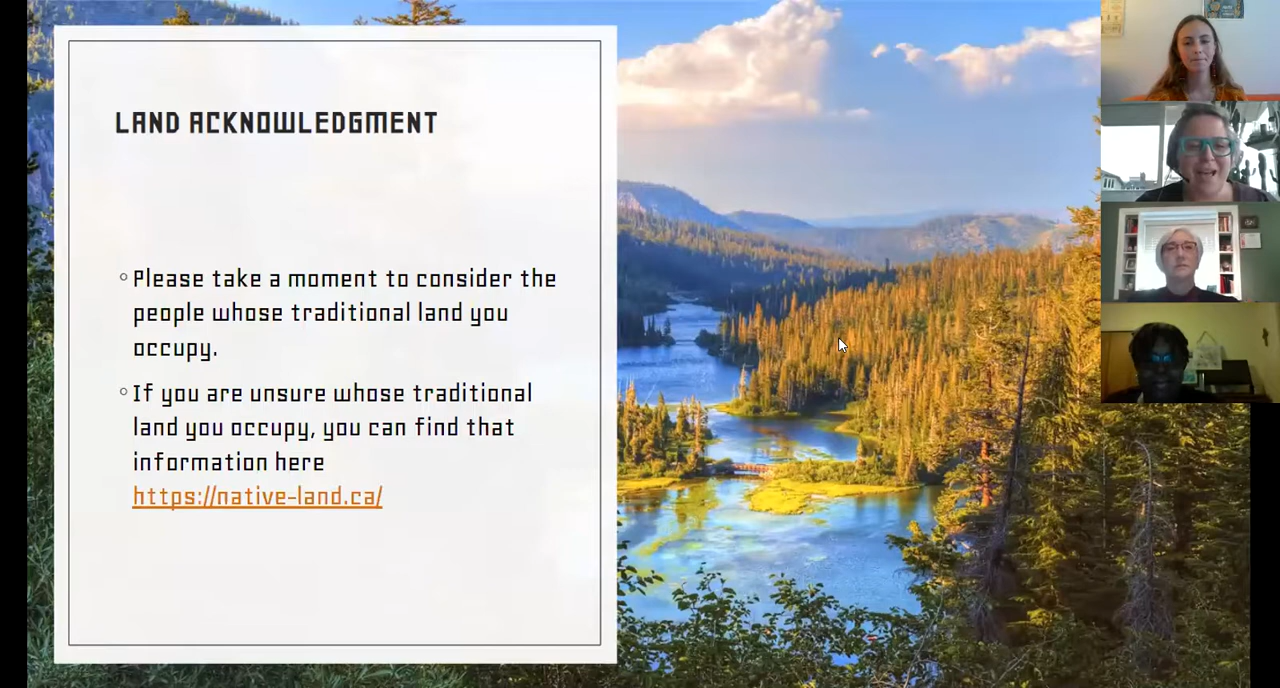 LAND ACKNOWLEDGMENT
Please take a moment to consider the
people whose traditional land you
occupy.
If you are unsure whose traditional
land you occupy, you can find that
information here
https://native-land.ca/